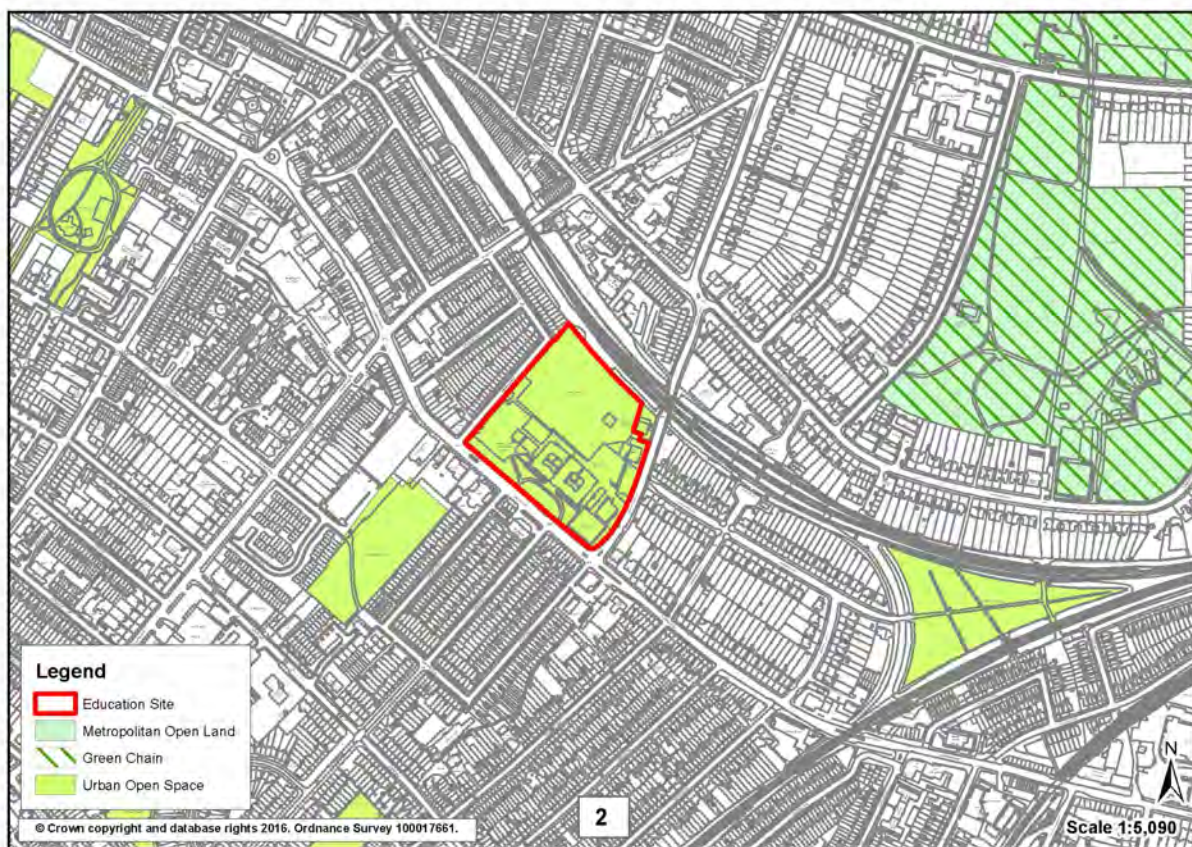 Legend
Education Site
Metropolitan Open Land
Green Chain
Urban Open Space
© Crown copyright and database rights 2016. Ordnance Survey 100017661.
2
N
Scale 1:5,090